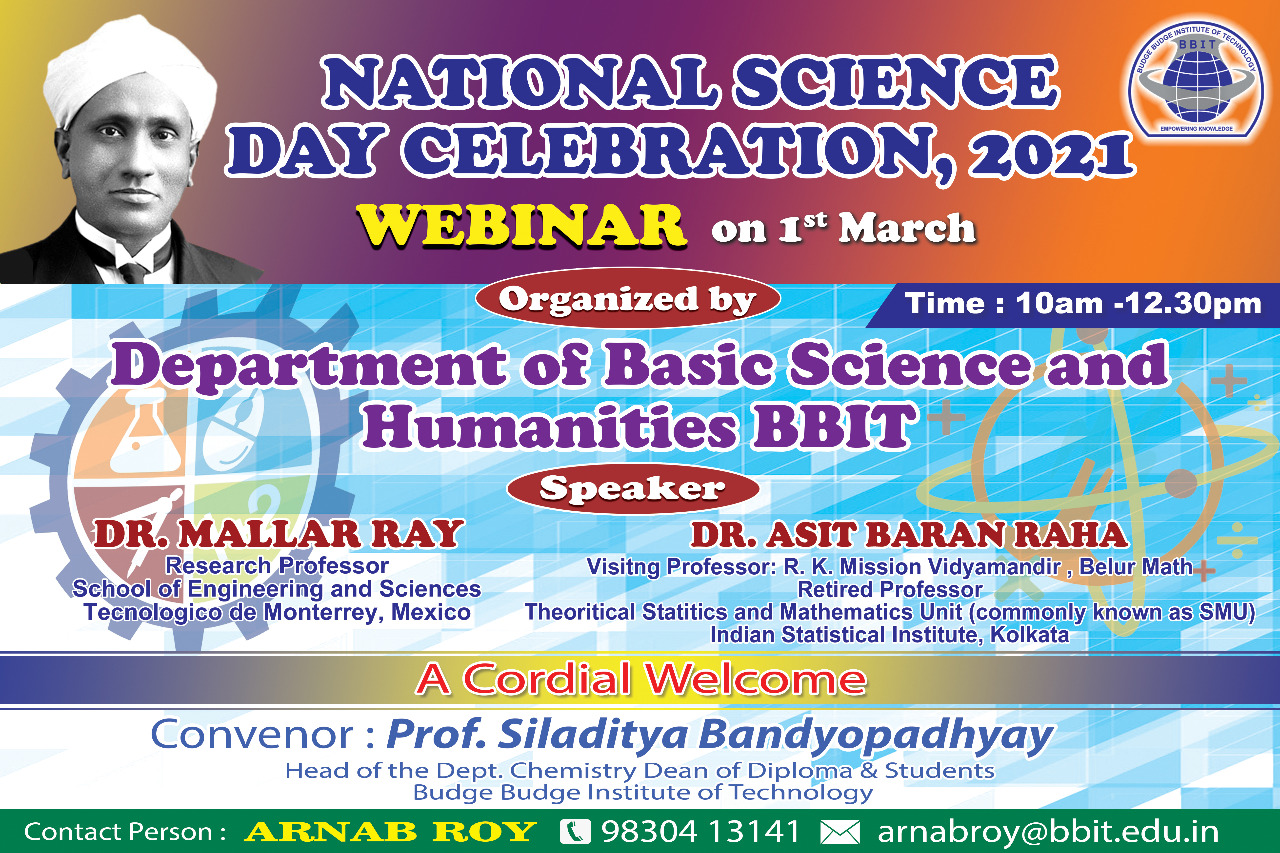 BUDGE BUDGE INSTITUTE OF TECHNOLOGY
BBIT
EMPOWERING KNOWLEDGE
NATIONAL SCIENCE
DAY CELEBRATION, 2021
WEBINAR on 1st March
Organized by
Time : 10am -12.30pm
Department of Basic Science and
Humanities BBIT
Speaker
DR. MALLAR RAY
Research Professor
School of Engineering and Sciences
Tecnologico de Monterrey, Mexico
DR. ASIT BARAN RAHA
Visitng Professor: R. K. Mission Vidyamandir , Belur Math
Retired Professor
Theoritical Statitics and Mathematics Unit (commonly known as SMU)
Indian Statistical Institute, Kolkata
A Cordial Welcome
Convenor : Prof. Siladitya Bandyopadhyay
Head of the Dept. Chemistry Dean of Diploma & Students
Budge Budge Institute of Technology
Contact Person : ARNAB ROY 98304 13141 arnabroy@bbit.edu.in